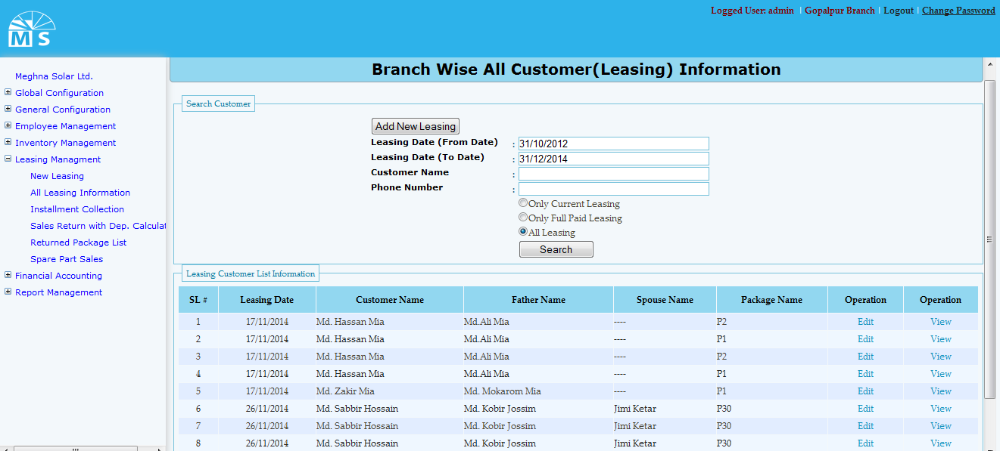 Logged User: admin | Gopalpur Branch | Logout | Change Password
M S
Meghna Solar Ltd.
Global Configuration
General Configuration
Employee Management
Inventory Management
Leasing Managment
New Leasing
All Leasing Information
Installment Collection
Sales Return with Dep. Calculat
Returned Package List
Spare Part Sales
Financial Accounting
Report Management
Branch Wise All Customer(Leasing) Information
Search Customer
Add New Leasing
Leasing Date (From Date) : 31/10/2012
Leasing Date (To Date) : 31/12/2014
Customer Name :
Phone Number :
Only Current Leasing
Only Full Paid Leasing
All Leasing
Search
Leasing Customer List Information
SL # Leasing Date Customer Name Father Name Spouse Name Package Name Operation Operation
1 17/11/2014 Md. Hassan Mia Md.Ali Mia ---- P2 Edit View
2 17/11/2014 Md. Hassan Mia Md.Ali Mia ---- P1 Edit View
3 17/11/2014 Md. Hassan Mia Md.Ali Mia ---- P2 Edit View
4 17/11/2014 Md. Hassan Mia Md.Ali Mia ---- P1 Edit View
5 17/11/2014 Md. Zakir Mia Md. Mokarom Mia ---- P1 Edit View
6 26/11/2014 Md. Sabbir Hossain Md. Kobir Jossim Jimi Ketar P30 Edit View
7 26/11/2014 Md. Sabbir Hossain Md. Kobir Jossim Jimi Ketar P30 Edit View
8 26/11/2014 Md. Sabbir Hossain Md. Kobir Jossim Jimi Ketar P30 Edit View